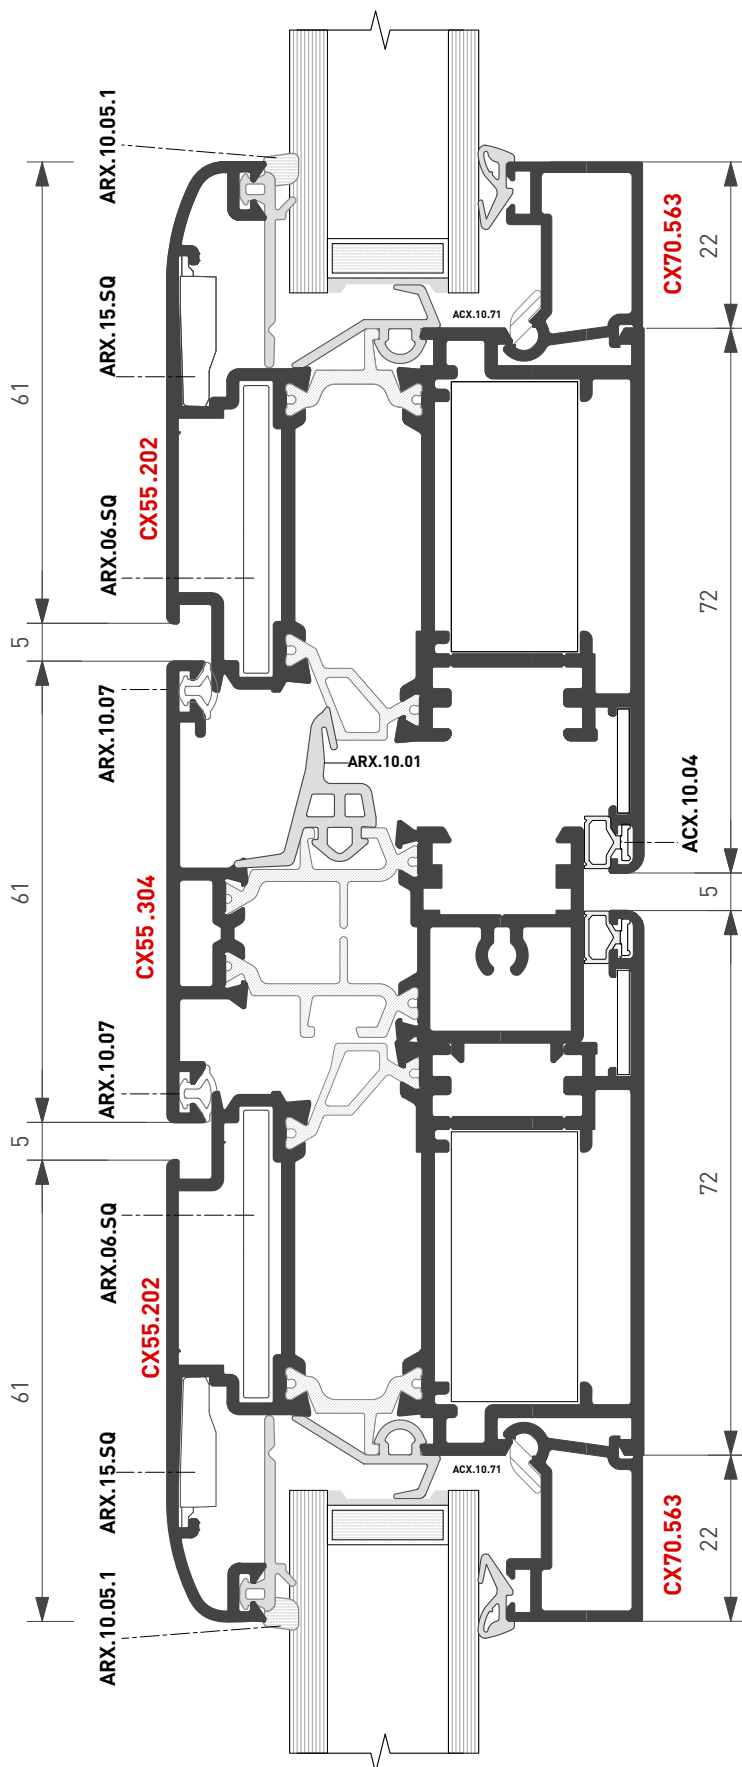 ARX.10.05.1
CX70.563
22
ARX.15.SQ
ACX.10.71
61
CX55.202
ARX.06.SQ
72
5
ARX.10.07
ARX.10.01
ACX.10.04
61
CX55 .304
5
ARX.10.07
5
72
ARX.06.SQ
CX55.202
61
ARX.15.SQ
ACX.10.71
CX70.563
22
ARX.10.05.1